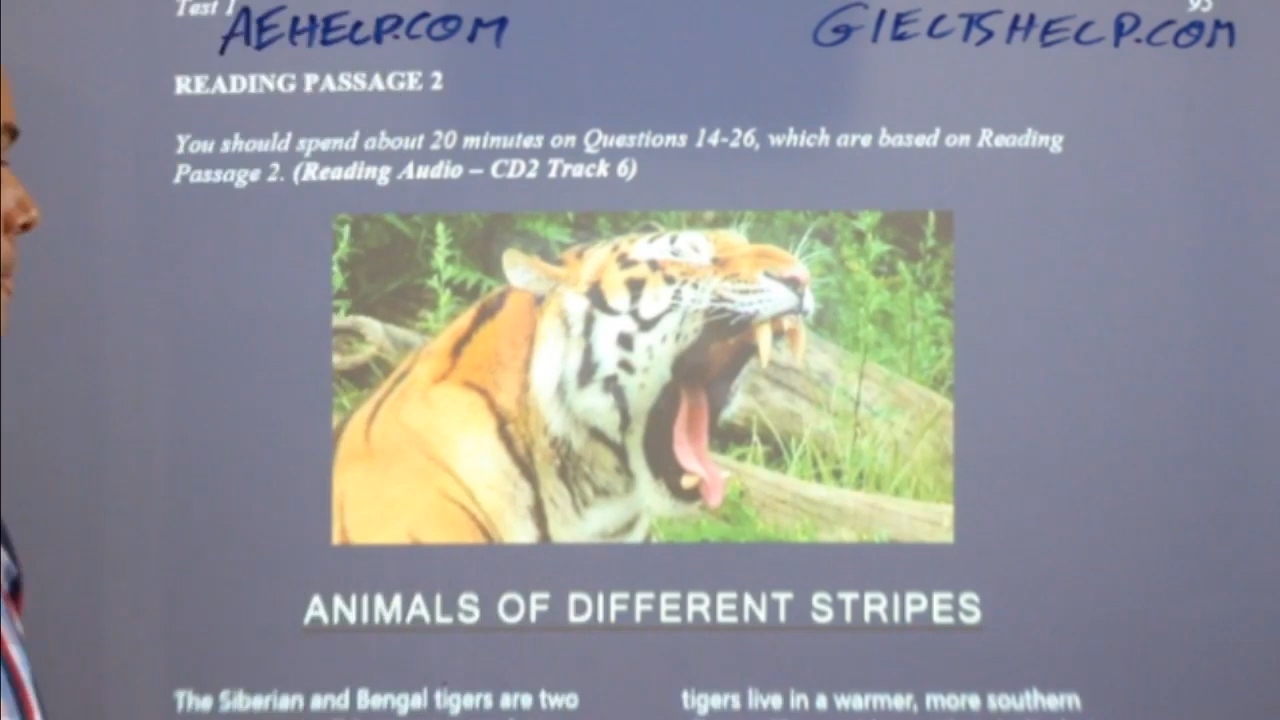 Test 1
95
AEHELP.COM
GIELTSHELP.COM
READING PASSAGE 2
You should spend about 20 minutes on Questions 14-26, which are based on Reading
Passage 2. (Reading Audio – CD2 Track 6)
ANIMALS OF DIFFERENT STRIPES
The Siberian and Bengal tigers are two
tigers live in a warmer, more southern